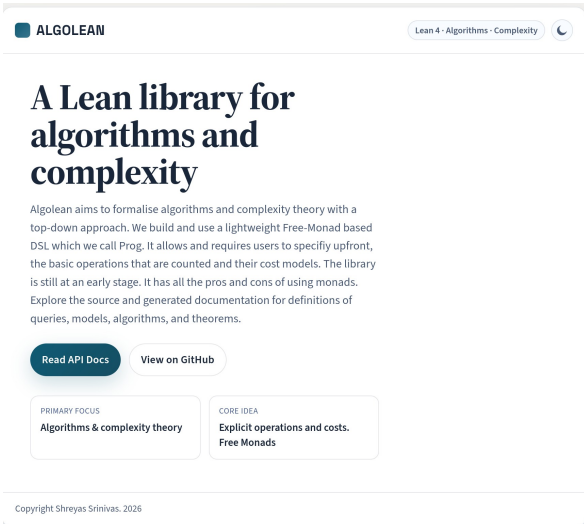 ALGOLEAN
Lean 4 · Algorithms · Complexity
A Lean library for
algorithms and
complexity
Algolean aims to formalise algorithms and complexity theory with a
top-down approach. We build and use a lightweight Free-Monad based
DSL which we call Prog. It allows and requires users to specifiy upfront,
the basic operations that are counted and their cost models. The library
is still at an early stage. It has all the pros and cons of using monads.
Explore the source and generated documentation for definitions of
queries, models, algorithms, and theorems.
Read API Docs
View on GitHub
PRIMARY FOCUS
Algorithms & complexity theory
CORE IDEA
Explicit operations and costs.
Free Monads
Copyright Shreyas Srinivas. 2026